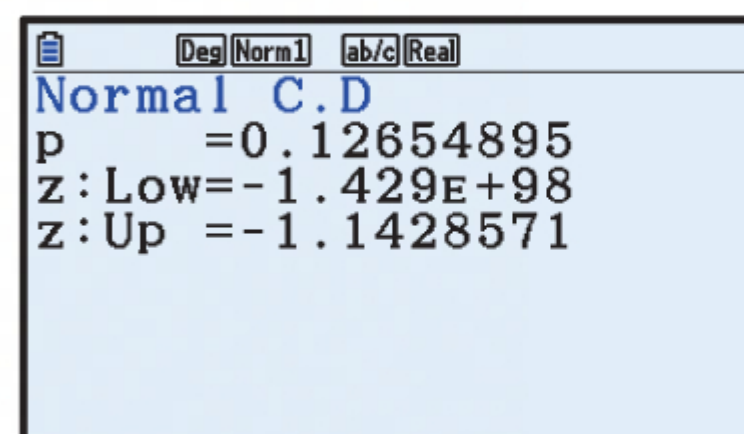 Deg Norm1 ab/c Real
Normal C.D
p =0.12654895
z:Low=-1.429E+98
z:Up =-1.1428571